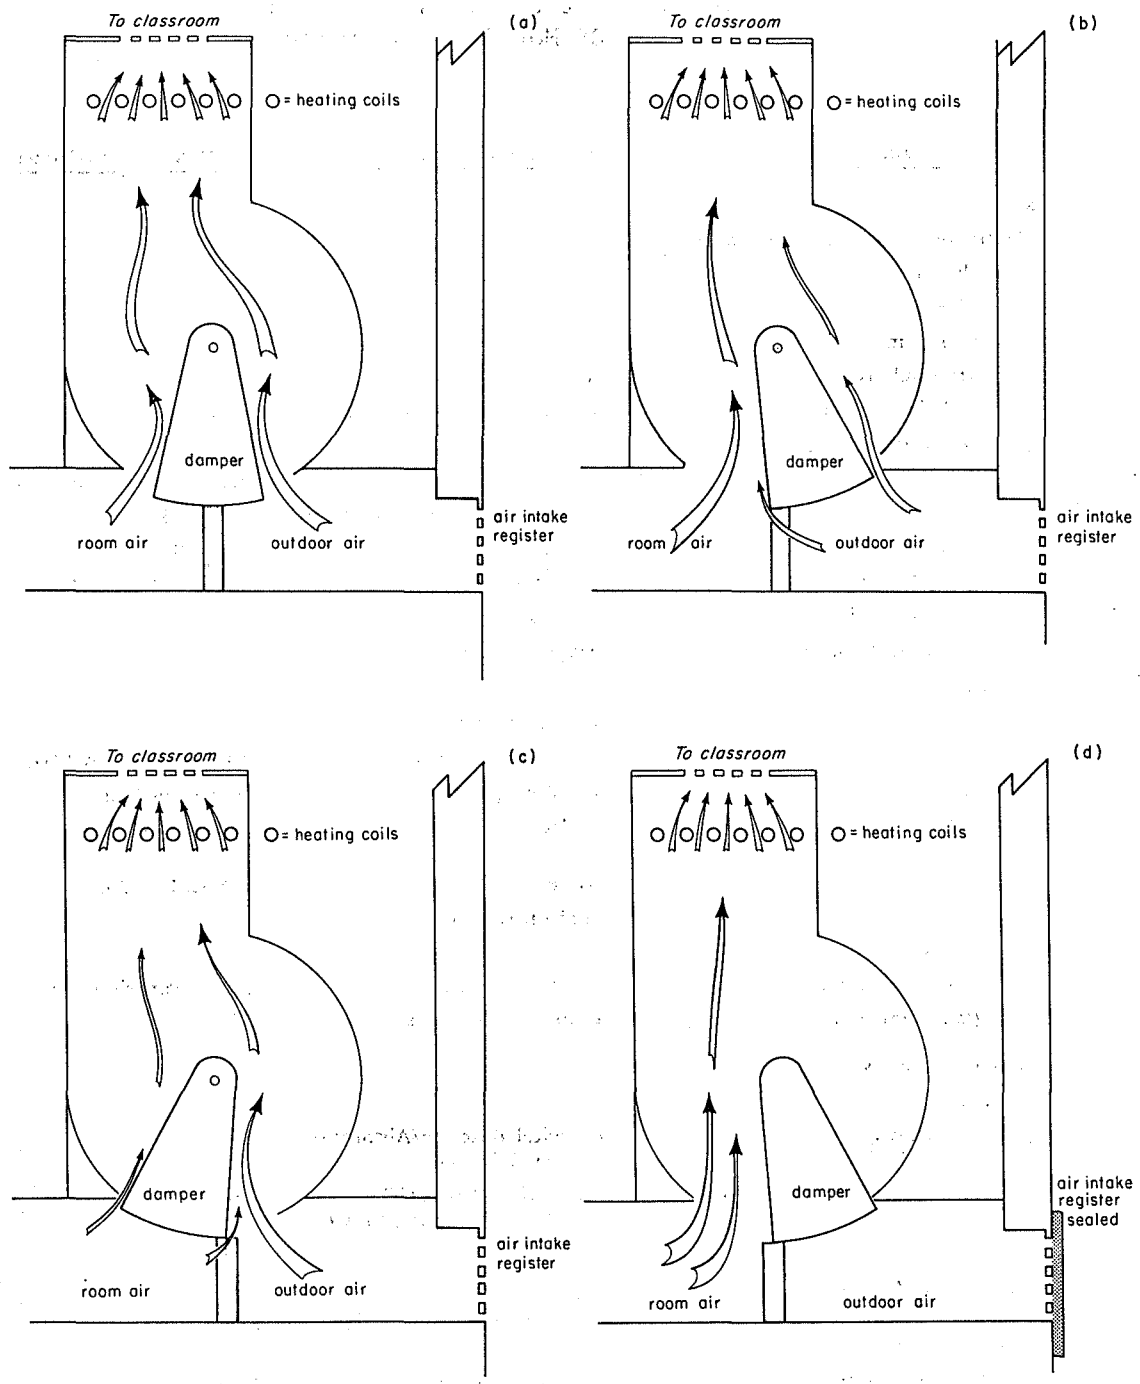 To classroom
(a)
O = heating coils
damper
room air
outdoor air
air intake
register
To classroom
(b)
O = heating coils
damper
room air
outdoor air
air intake
register
To classroom
(c)
O = heating coils
damper
room air
outdoor air
air intake
register
To classroom
(d)
O = heating coils
damper
room air
outdoor air
air intake
register
sealed